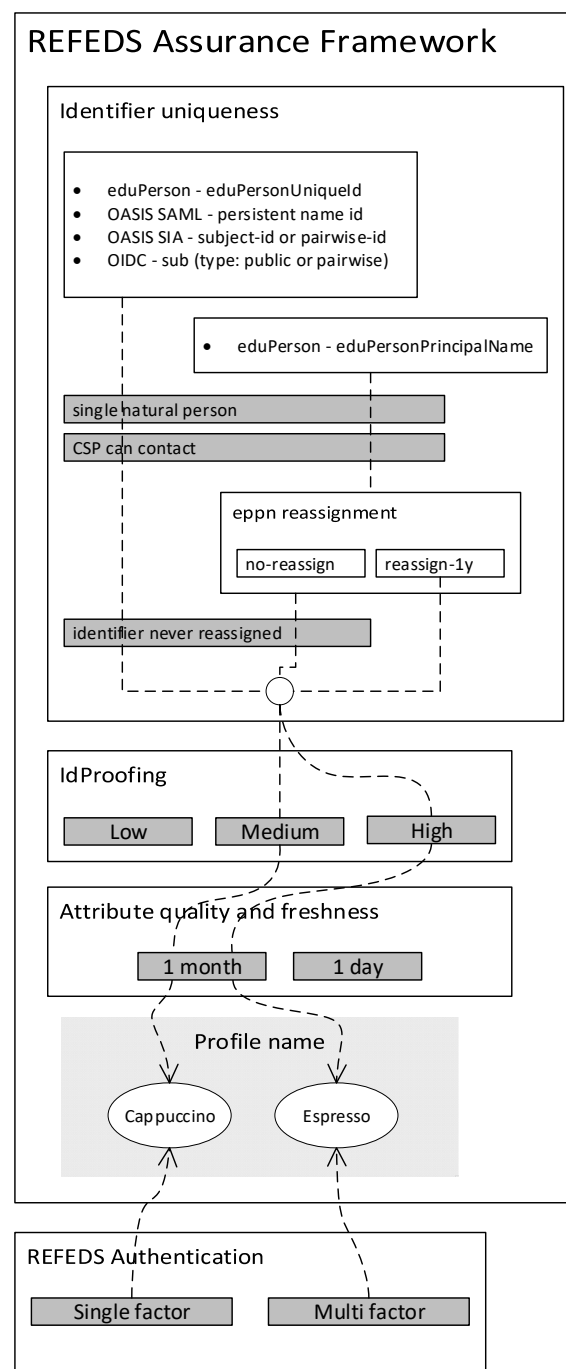 REFEDS Assurance Framework
Identifier uniqueness
• eduPerson - eduPersonUniqueId
• OASIS SAML - persistent name id
• OASIS SIA - subject-id or pairwise-id
• OIDC - sub (type: public or pairwise)
• eduPerson - eduPersonPrincipalName
single natural person
CSP can contact
eppn reassignment
no-reassign
reassign-1y
identifier never reassigned
IdProofing
Low
Medium
High
Attribute quality and freshness
1 month
1 day
Profile name
Cappuccino
Espresso
REFEDS Authentication
Single factor
Multi factor